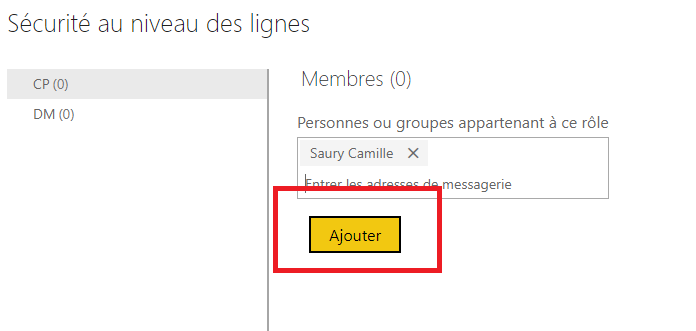 Sécurité au niveau des lignes
CP (0)
DM (0)
Membres (0)
Personnes ou groupes appartenant à ce rôle
Saury Camille ✕
Entrer les adresses de messagerie
Ajouter